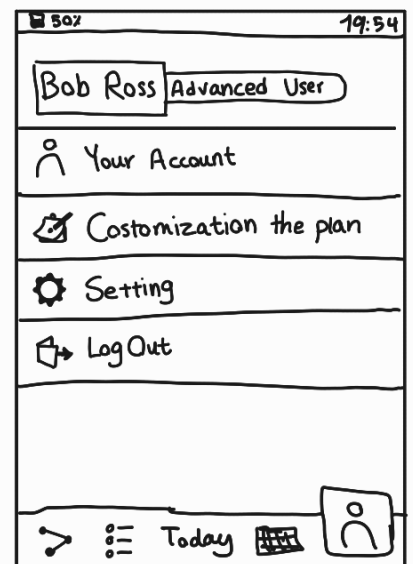 50% 19:54
Bob Ross Advanced User
Your Account
Costomization the plan
Setting
Log Out
Today